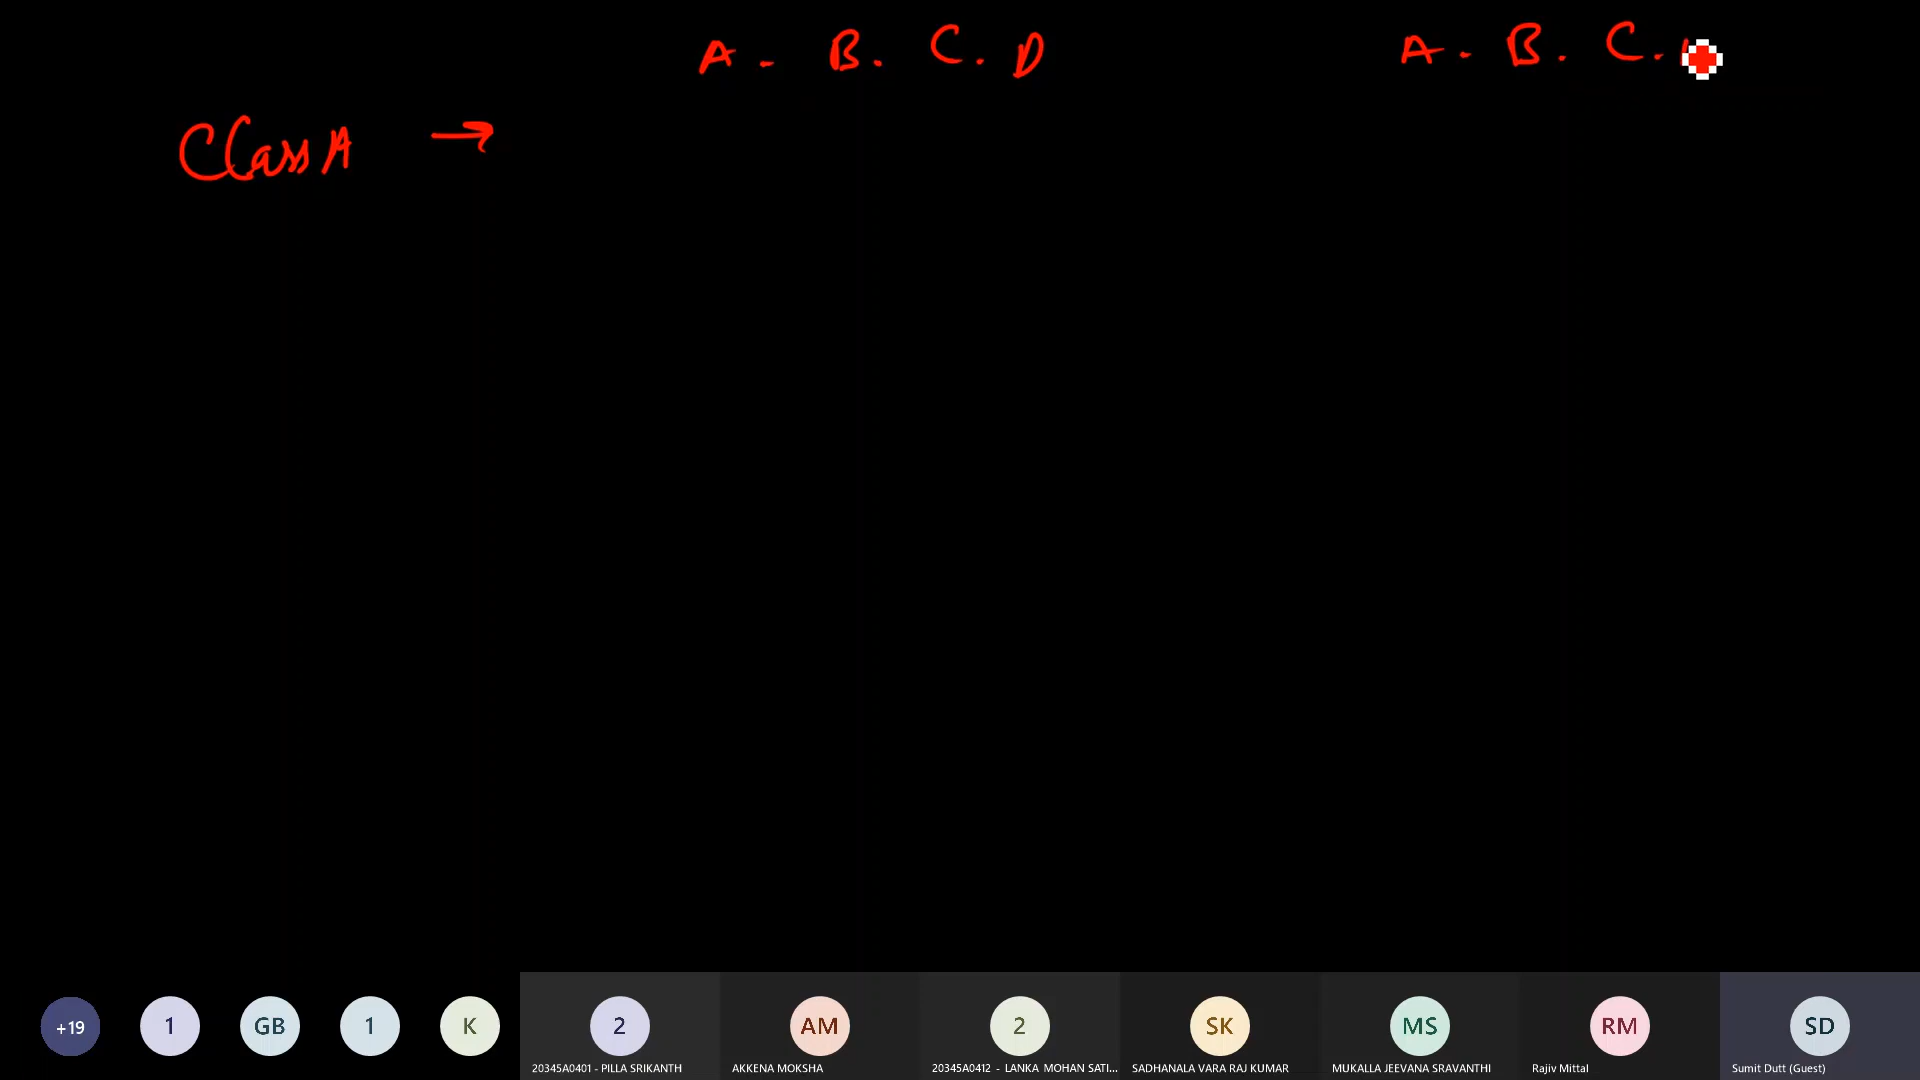 A . B . C . D A . B . C .
Class A →
+19 1 GB 1 K 2 AM 2 SK MS RM SD
20345A0401 - PILLA SRIKANTH AKKENA MOKSHA 20345A0412 - LANKA MOHAN SATI... SADHANALA VARA RAJ KUMAR MUKALLA JEEVANA SRAVANTHI Rajiv Mittal Sumit Dutt (Guest)